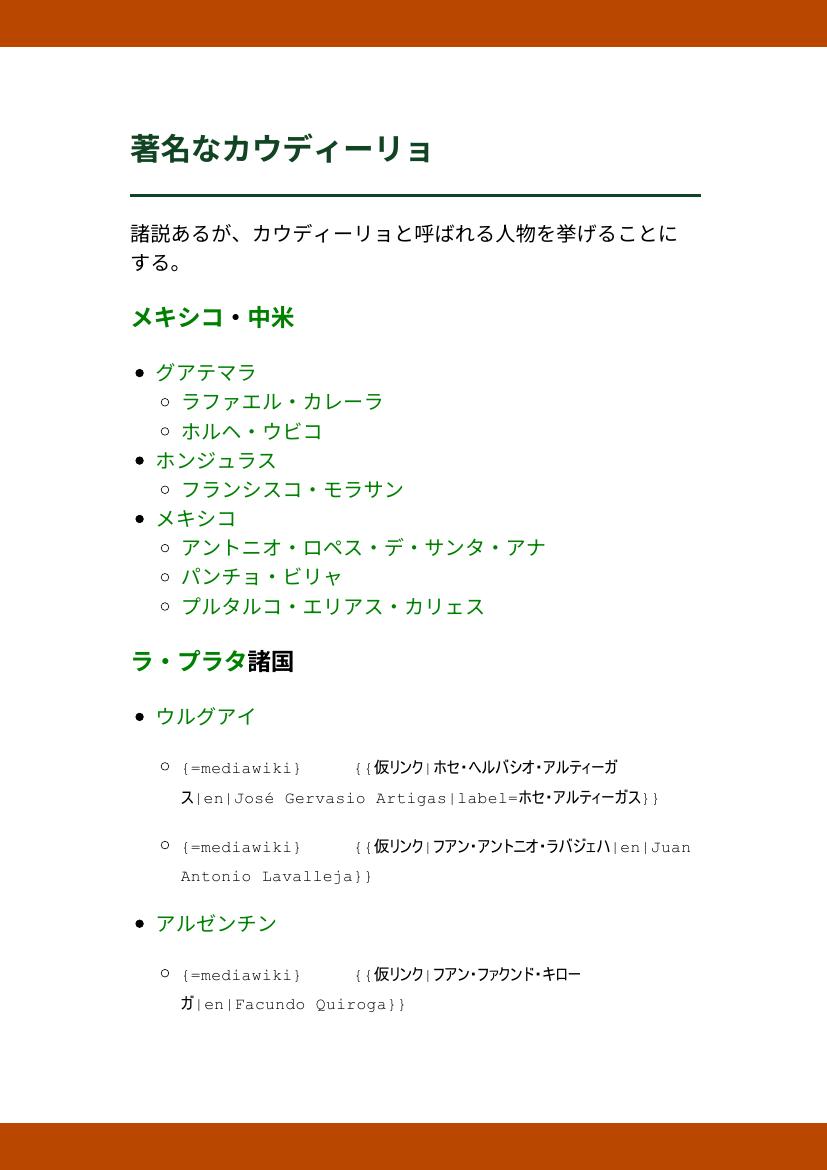 著名なカウディーリョ
諸説あるが、カウディーリョと呼ばれる人物を挙げることに
する。
メキシコ・中米
グアテマラ
ラファエル・カレーラ
ホルヘ・ウビコ
ホンジュラス
フランシスコ・モラサン
メキシコ
アントニオ・ロペス・デ・サンタ・アナ
パンチョ・ビリャ
プルタルコ・エリアス・カリェス
ラ・プラタ諸国
ウルグアイ
{=mediawiki} {{仮リンク|ホセ・ヘルバシオ・アルティーガ
ス|en|José Gervasio Artigas|label=ホセ・アルティーガス}}
{=mediawiki} {{仮リンク|フアン・アントニオ・ラバジェハ|en|Juan
Antonio Lavalleja}}
アルゼンチン
{=mediawiki} {{仮リンク|フアン・ファクンド・キロー
ガ|en|Facundo Quiroga}}